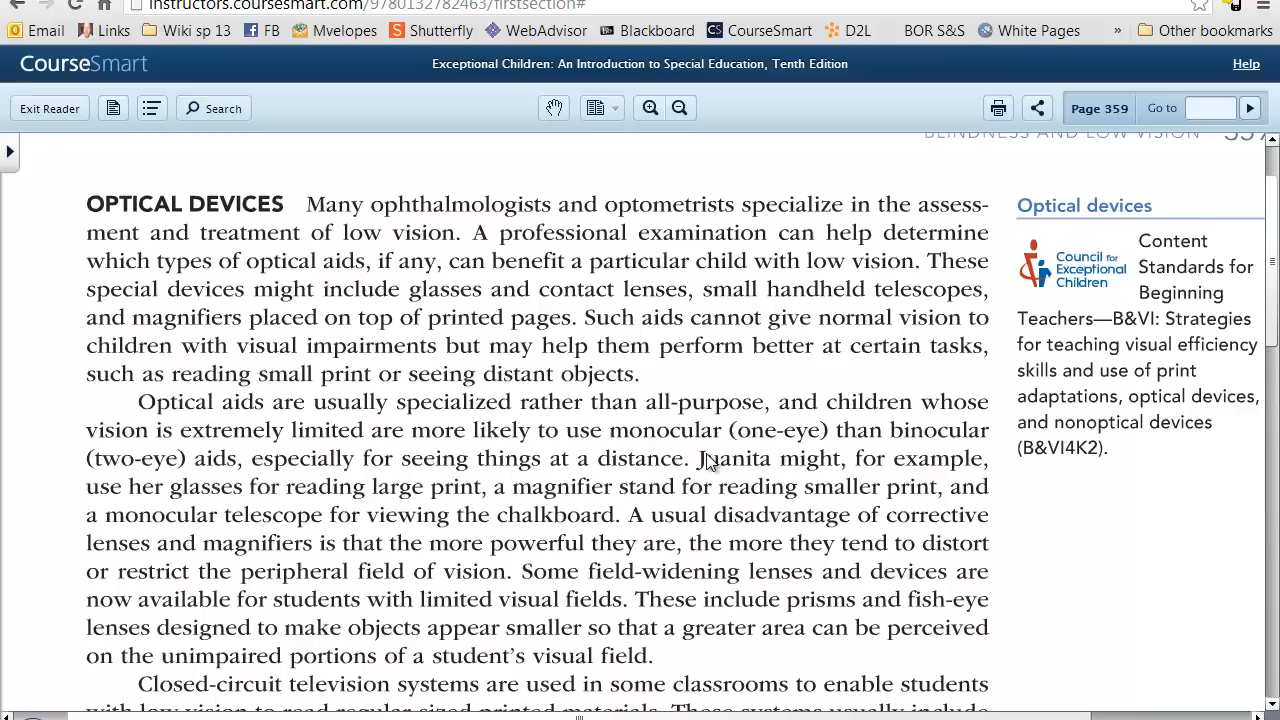 instructors.coursesmart.com/9780132782463/firstsection#
Email Links Wiki sp 13 FB Mvelopes Shutterfly WebAdvisor Blackboard CourseSmart D2L BOR S&S White Pages » Other bookmarks
CourseSmart Exceptional Children: An Introduction to Special Education, Tenth Edition Help
Exit Reader Search Page 359 Go to
BLINDNESS AND LOW VISION 359
OPTICAL DEVICES Many ophthalmologists and optometrists specialize in the assess-
ment and treatment of low vision. A professional examination can help determine
which types of optical aids, if any, can benefit a particular child with low vision. These
special devices might include glasses and contact lenses, small handheld telescopes,
and magnifiers placed on top of printed pages. Such aids cannot give normal vision to
children with visual impairments but may help them perform better at certain tasks,
such as reading small print or seeing distant objects.
Optical aids are usually specialized rather than all-purpose, and children whose
vision is extremely limited are more likely to use monocular (one-eye) than binocular
(two-eye) aids, especially for seeing things at a distance. Juanita might, for example,
use her glasses for reading large print, a magnifier stand for reading smaller print, and
a monocular telescope for viewing the chalkboard. A usual disadvantage of corrective
lenses and magnifiers is that the more powerful they are, the more they tend to distort
or restrict the peripheral field of vision. Some field-widening lenses and devices are
now available for students with limited visual fields. These include prisms and fish-eye
lenses designed to make objects appear smaller so that a greater area can be perceived
on the unimpaired portions of a student's visual field.
Closed-circuit television systems are used in some classrooms to enable students
with low vision to read regular-sized printed materials. These systems usually include
Optical devices
Council for
Exceptional
Children
Content
Standards for
Beginning
Teachers—B&VI: Strategies
for teaching visual efficiency
skills and use of print
adaptations, optical devices,
and nonoptical devices
(B&VI4K2).